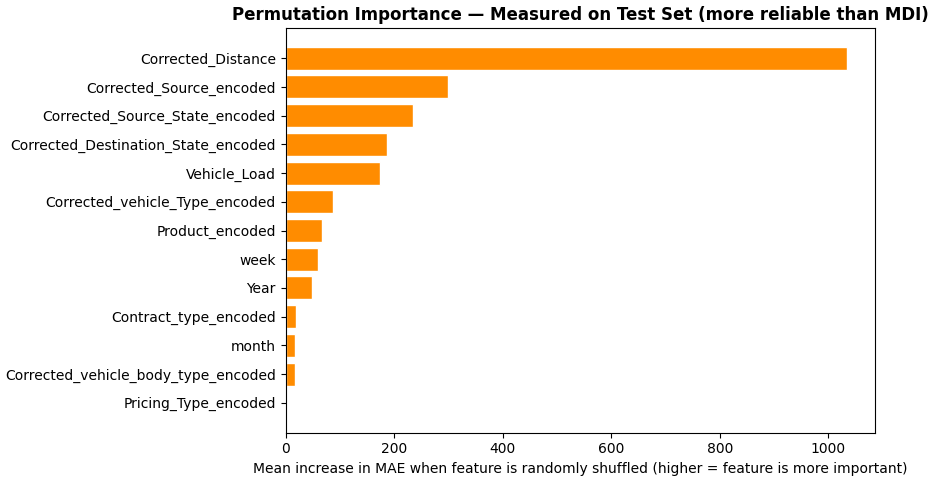 Permutation Importance — Measured on Test Set (more reliable than MDI)
Corrected_Distance
Corrected_Source_encoded
Corrected_Source_State_encoded
Corrected_Destination_State_encoded
Vehicle_Load
Corrected_vehicle_Type_encoded
Product_encoded
week
Year
Contract_type_encoded
month
Corrected_vehicle_body_type_encoded
Pricing_Type_encoded
0 200 400 600 800 1000
Mean increase in MAE when feature is randomly shuffled (higher = feature is more important)